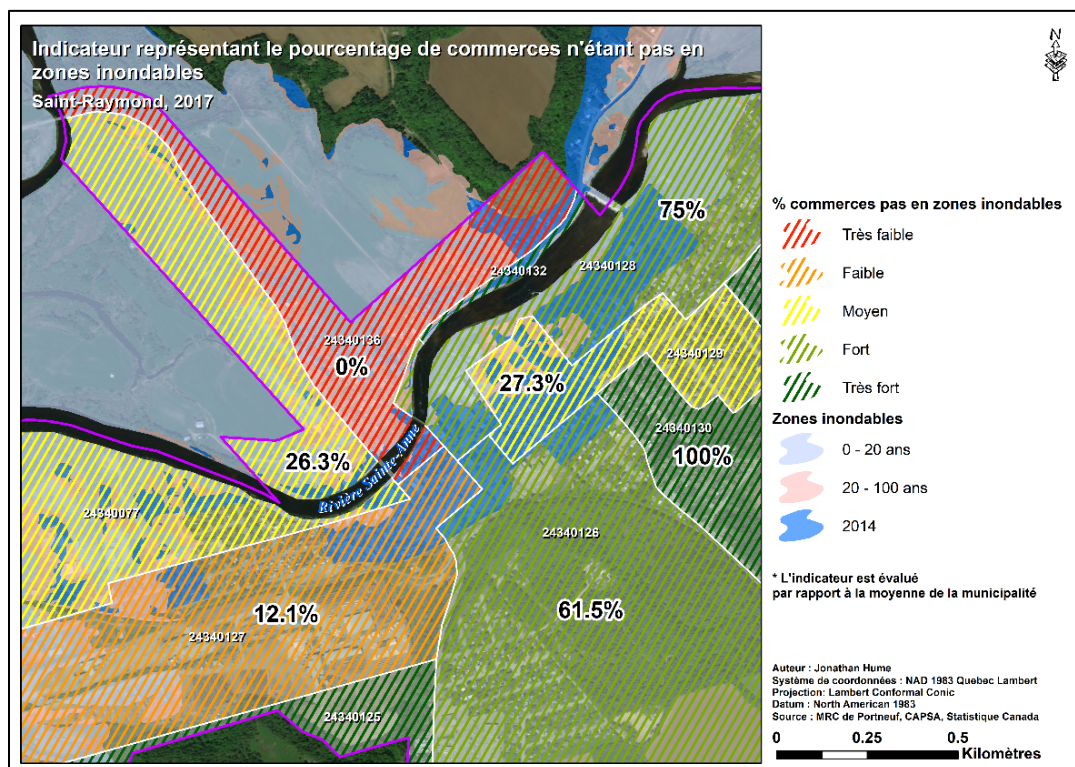 Indicateur représentant le pourcentage de commerces n'étant pas en
zones inondables
Saint-Raymond, 2017
N
75%
24340132
24340128
24340136
0%
24340129
27.3%
24340130
100%
26.3%
Rivière Sainte-Anne
24340077
24340126
12.1%
61.5%
24340127
24340125
% commerces pas en zones inondables
Très faible
Faible
Moyen
Fort
Très fort
Zones inondables
0 - 20 ans
20 - 100 ans
2014
* L'indicateur est évalué
par rapport à la moyenne de la municipalité
Auteur : Jonathan Hume
Système de coordonnées : NAD 1983 Quebec Lambert
Projection: Lambert Conformal Conic
Datum : North American 1983
Source : MRC de Portneuf, CAPSA, Statistique Canada
0 0.25 0.5
Kilomètres